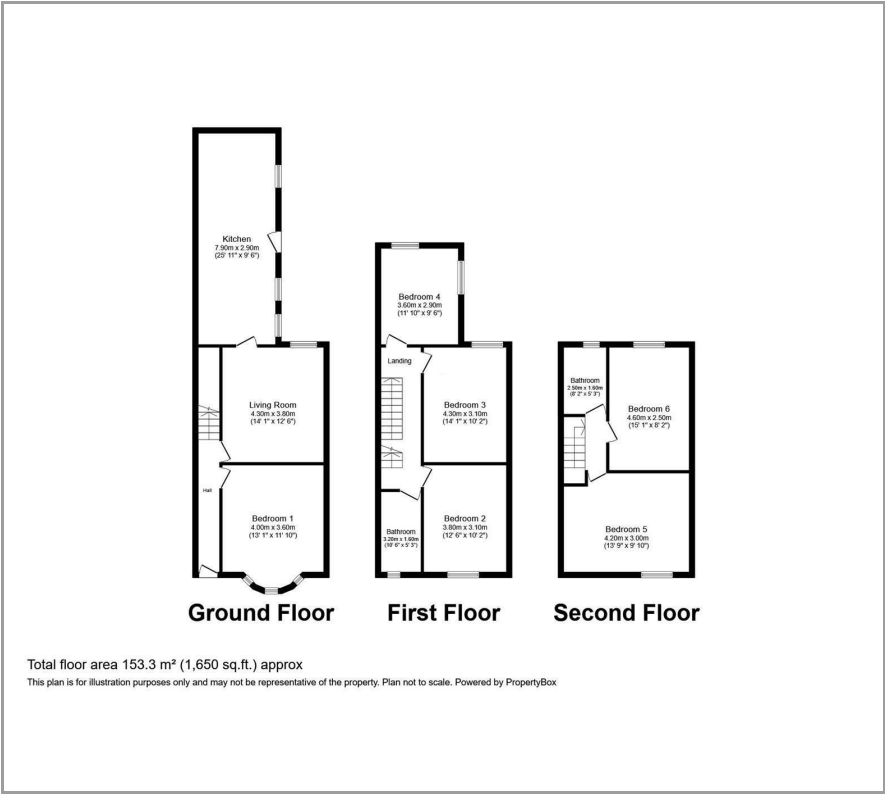 Kitchen
7.90m x 2.90m
(25' 11" x 9' 6")
Living Room
4.30m x 3.80m
(14' 1" x 12' 6")
Hall
Bedroom 1
4.00m x 3.60m
(13' 1" x 11' 10")
Ground Floor
Bedroom 4
3.60m x 2.90m
(11' 10" x 9' 6")
Landing
Bedroom 3
4.30m x 3.10m
(14' 1" x 10' 2")
Bathroom
3.20m x 1.60m
(10' 6" x 5' 3")
Bedroom 2
3.80m x 3.10m
(12' 6" x 10' 2")
First Floor
Bathroom
2.50m x 1.60m
(8' 2" x 5' 3")
Bedroom 6
4.60m x 2.50m
(15' 1" x 8' 2")
Bedroom 5
4.20m x 3.00m
(13' 9" x 9' 10")
Second Floor
Total floor area 153.3 m² (1,650 sq.ft.) approx
This plan is for illustration purposes only and may not be representative of the property. Plan not to scale. Powered by PropertyBox